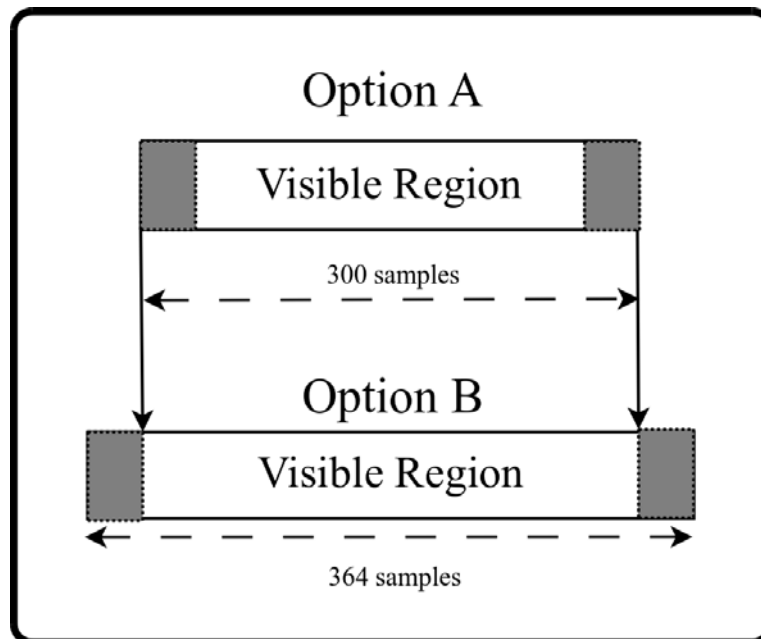 Option A
Visible Region
300 samples
Option B
Visible Region
364 samples